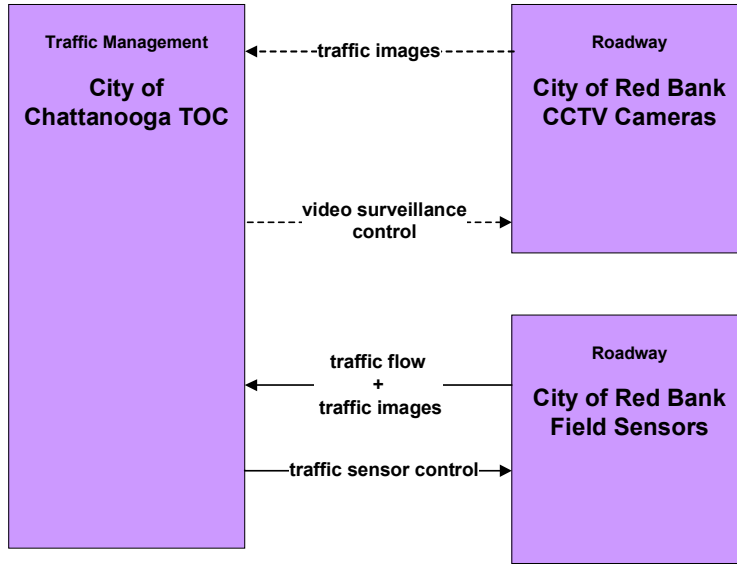 Traffic Management
City of
Chattanooga TOC
traffic images
Roadway
City of Red Bank
CCTV Cameras
video surveillance
control
traffic flow
+
traffic images
Roadway
City of Red Bank
Field Sensors
traffic sensor control